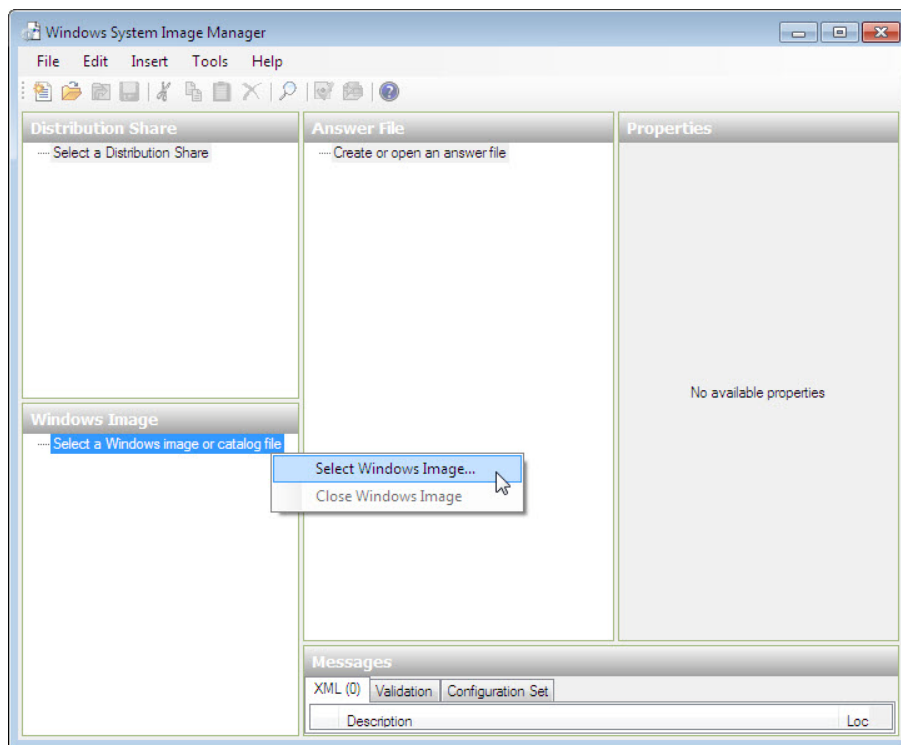 Windows System Image Manager
File Edit Insert Tools Help
Distribution Share
Select a Distribution Share
Answer File
Create or open an answer file
Properties
No available properties
Windows Image
Select a Windows image or catalog file
Select Windows Image...
Close Windows Image
Messages
XML (0) Validation Configuration Set
Description Loc